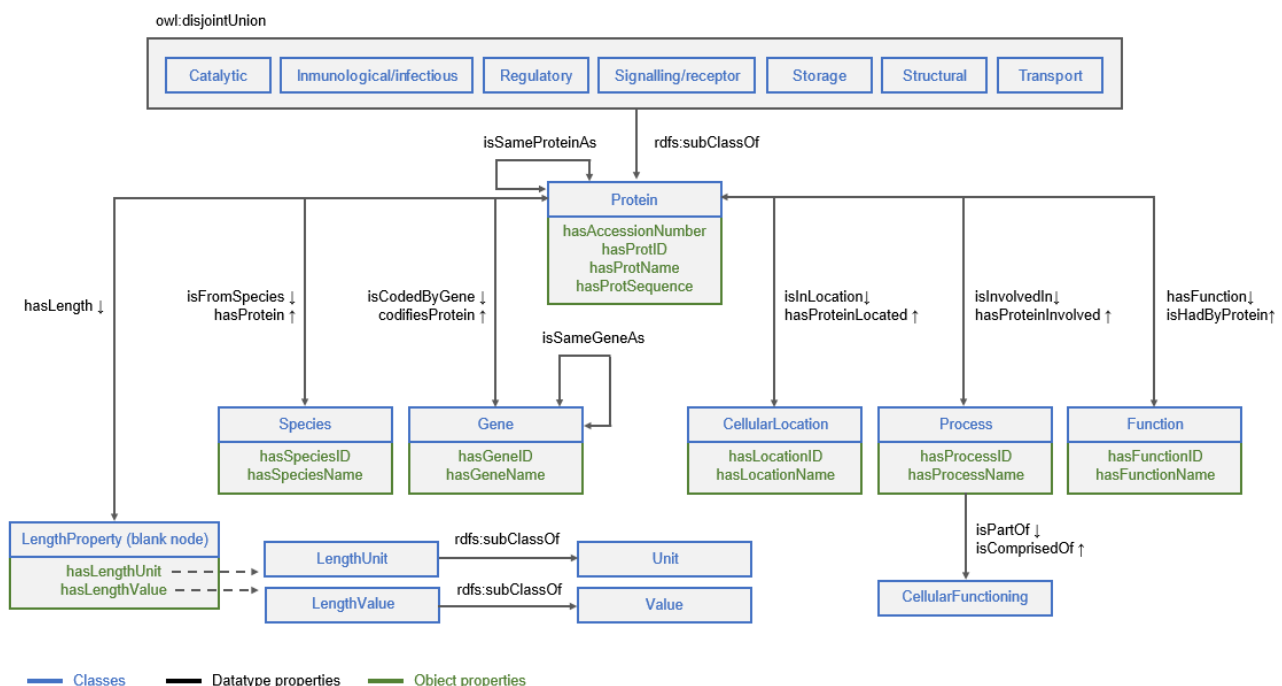 owl:disjointUnion
Catalytic
Inmunological/infectious
Regulatory
Signalling/receptor
Storage
Structural
Transport
isSameProteinAs
rdfs:subClassOf
Protein
hasAccessionNumber
hasProtID
hasProtName
hasProtSequence
hasLength ↓
isFromSpecies ↓
hasProtein ↑
isCodedByGene ↓
codifiesProtein ↑
isInLocation↓
hasProteinLocated ↑
isInvolvedIn↓
hasProteinInvolved ↑
hasFunction↓
isHadByProtein↑
isSameGeneAs
Species
hasSpeciesID
hasSpeciesName
Gene
hasGeneID
hasGeneName
CellularLocation
hasLocationID
hasLocationName
Process
hasProcessID
hasProcessName
Function
hasFunctionID
hasFunctionName
LengthProperty (blank node)
hasLengthUnit
hasLengthValue
LengthUnit
rdfs:subClassOf
Unit
LengthValue
rdfs:subClassOf
Value
isPartOf ↓
isComprisedOf ↑
CellularFunctioning
Classes
Datatype properties
Object properties